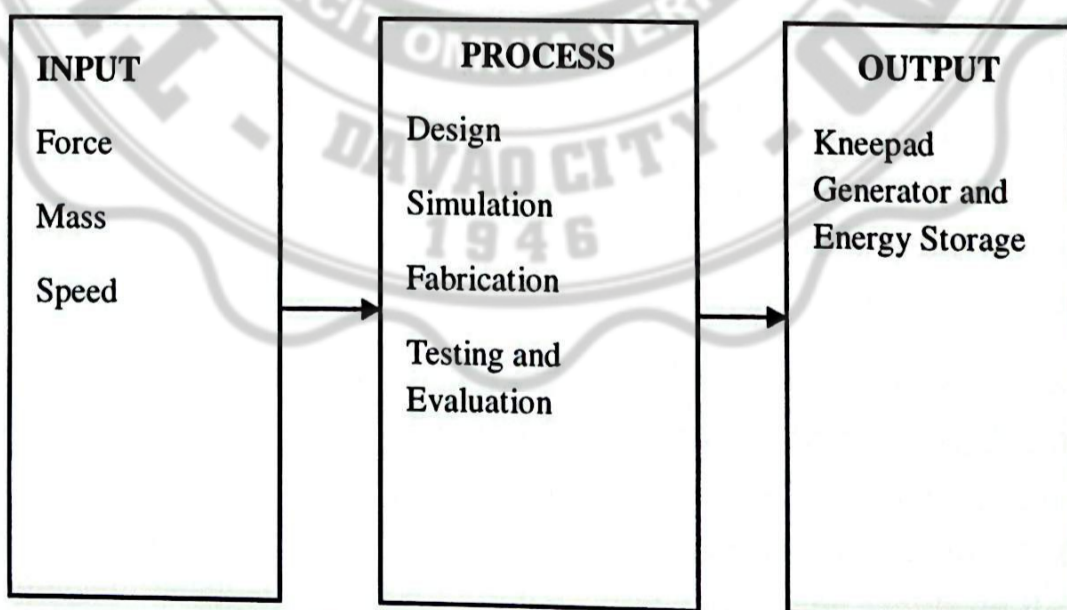 INPUT
Force
Mass
Speed
PROCESS
Design
Simulation
Fabrication
Testing and
Evaluation
OUTPUT
Kneepad
Generator and
Energy Storage
DAVAO CITY
1946